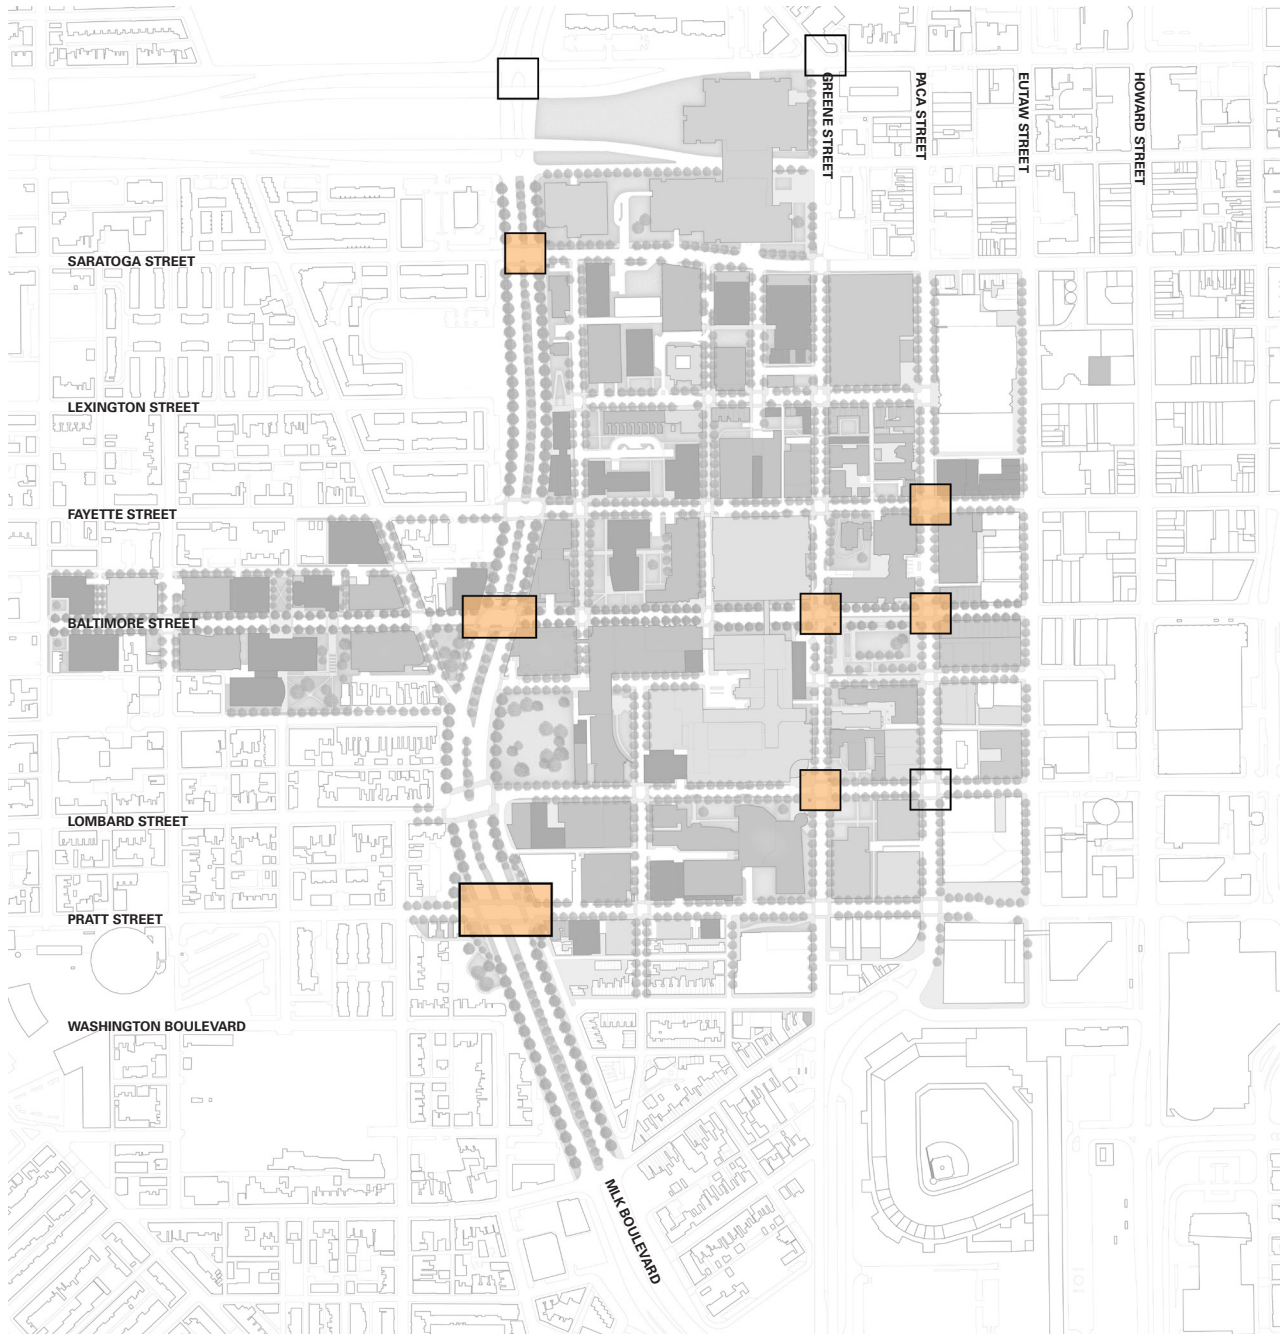 GREENE STREET
PACA STREET
EUTAW STREET
HOWARD STREET
SARATOGA STREET
LEXINGTON STREET
FAYETTE STREET
BALTIMORE STREET
LOMBARD STREET
PRATT STREET
WASHINGTON BOULEVARD
MLK BOULEVARD